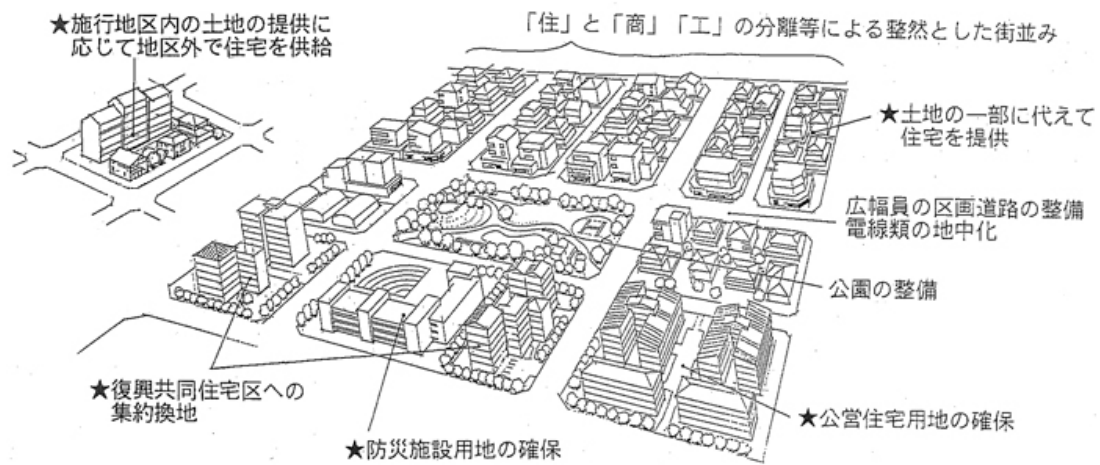 ★施行地区内の土地の提供に
応じて地区外で住宅を供給
「住」と「商」「工」の分離等による整然とした街並み
★土地の一部に代えて
住宅を提供
広幅員の区画道路の整備
電線類の地中化
公園の整備
★復興共同住宅区への
集約換地
★防災施設用地の確保
★公営住宅用地の確保